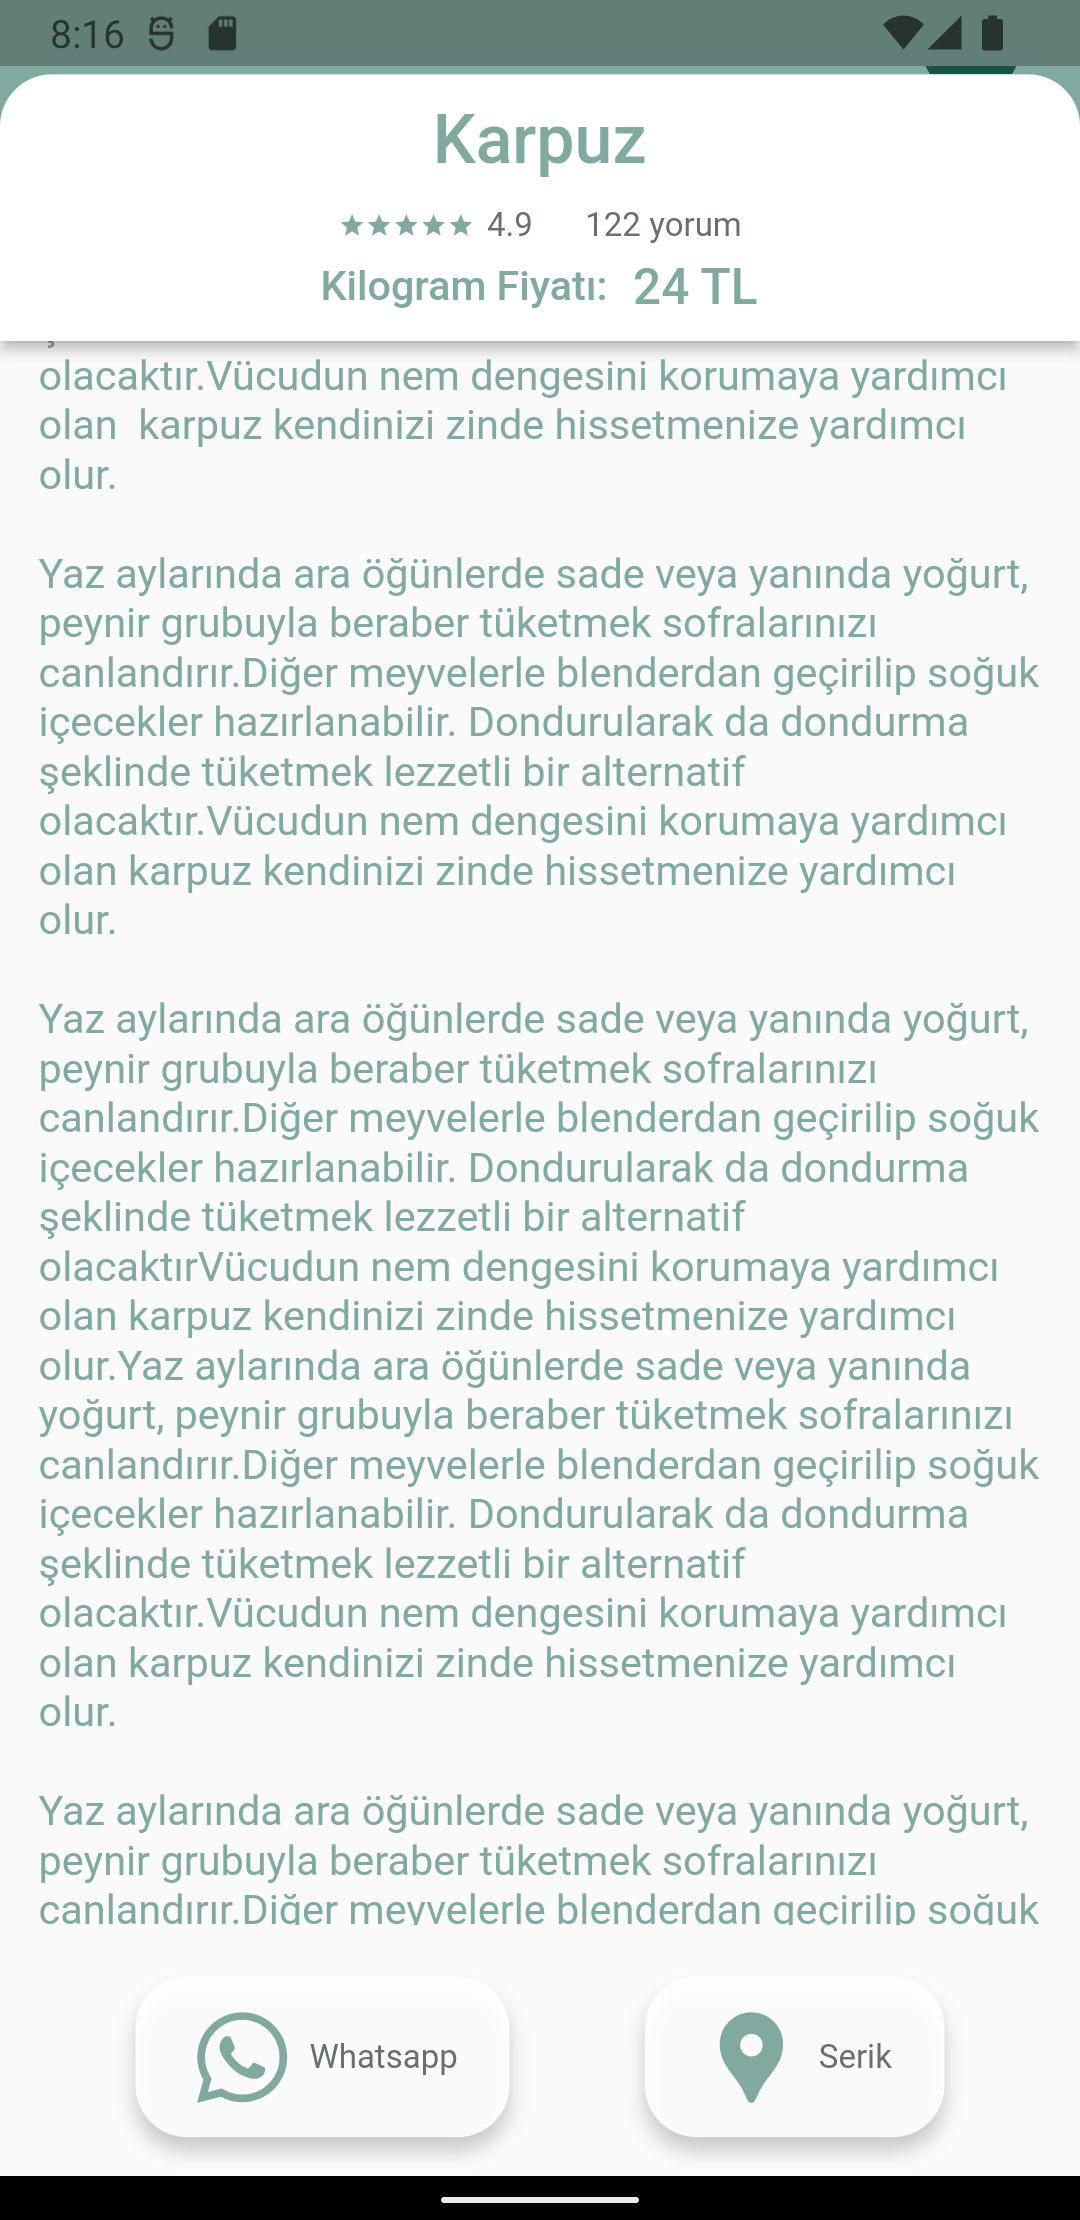 8:16
Karpuz
4.9 122 yorum
Kilogram Fiyatı: 24 TL
olacaktır.Vücudun nem dengesini korumaya yardımcı
olan  karpuz kendinizi zinde hissetmenize yardımcı
olur.
Yaz aylarında ara öğünlerde sade veya yanında yoğurt,
peynir grubuyla beraber tüketmek sofralarınızı
canlandırır.Diğer meyvelerle blenderdan geçirilip soğuk
içecekler hazırlanabilir. Dondurularak da dondurma
şeklinde tüketmek lezzetli bir alternatif
olacaktır.Vücudun nem dengesini korumaya yardımcı
olan karpuz kendinizi zinde hissetmenize yardımcı
olur.
Yaz aylarında ara öğünlerde sade veya yanında yoğurt,
peynir grubuyla beraber tüketmek sofralarınızı
canlandırır.Diğer meyvelerle blenderdan geçirilip soğuk
içecekler hazırlanabilir. Dondurularak da dondurma
şeklinde tüketmek lezzetli bir alternatif
olacaktırVücudun nem dengesini korumaya yardımcı
olan karpuz kendinizi zinde hissetmenize yardımcı
olur.Yaz aylarında ara öğünlerde sade veya yanında
yoğurt, peynir grubuyla beraber tüketmek sofralarınızı
canlandırır.Diğer meyvelerle blenderdan geçirilip soğuk
içecekler hazırlanabilir. Dondurularak da dondurma
şeklinde tüketmek lezzetli bir alternatif
olacaktır.Vücudun nem dengesini korumaya yardımcı
olan karpuz kendinizi zinde hissetmenize yardımcı
olur.
Yaz aylarında ara öğünlerde sade veya yanında yoğurt,
peynir grubuyla beraber tüketmek sofralarınızı
canlandırır.Diğer meyvelerle blenderdan geçirilip soğuk
Whatsapp
Serik